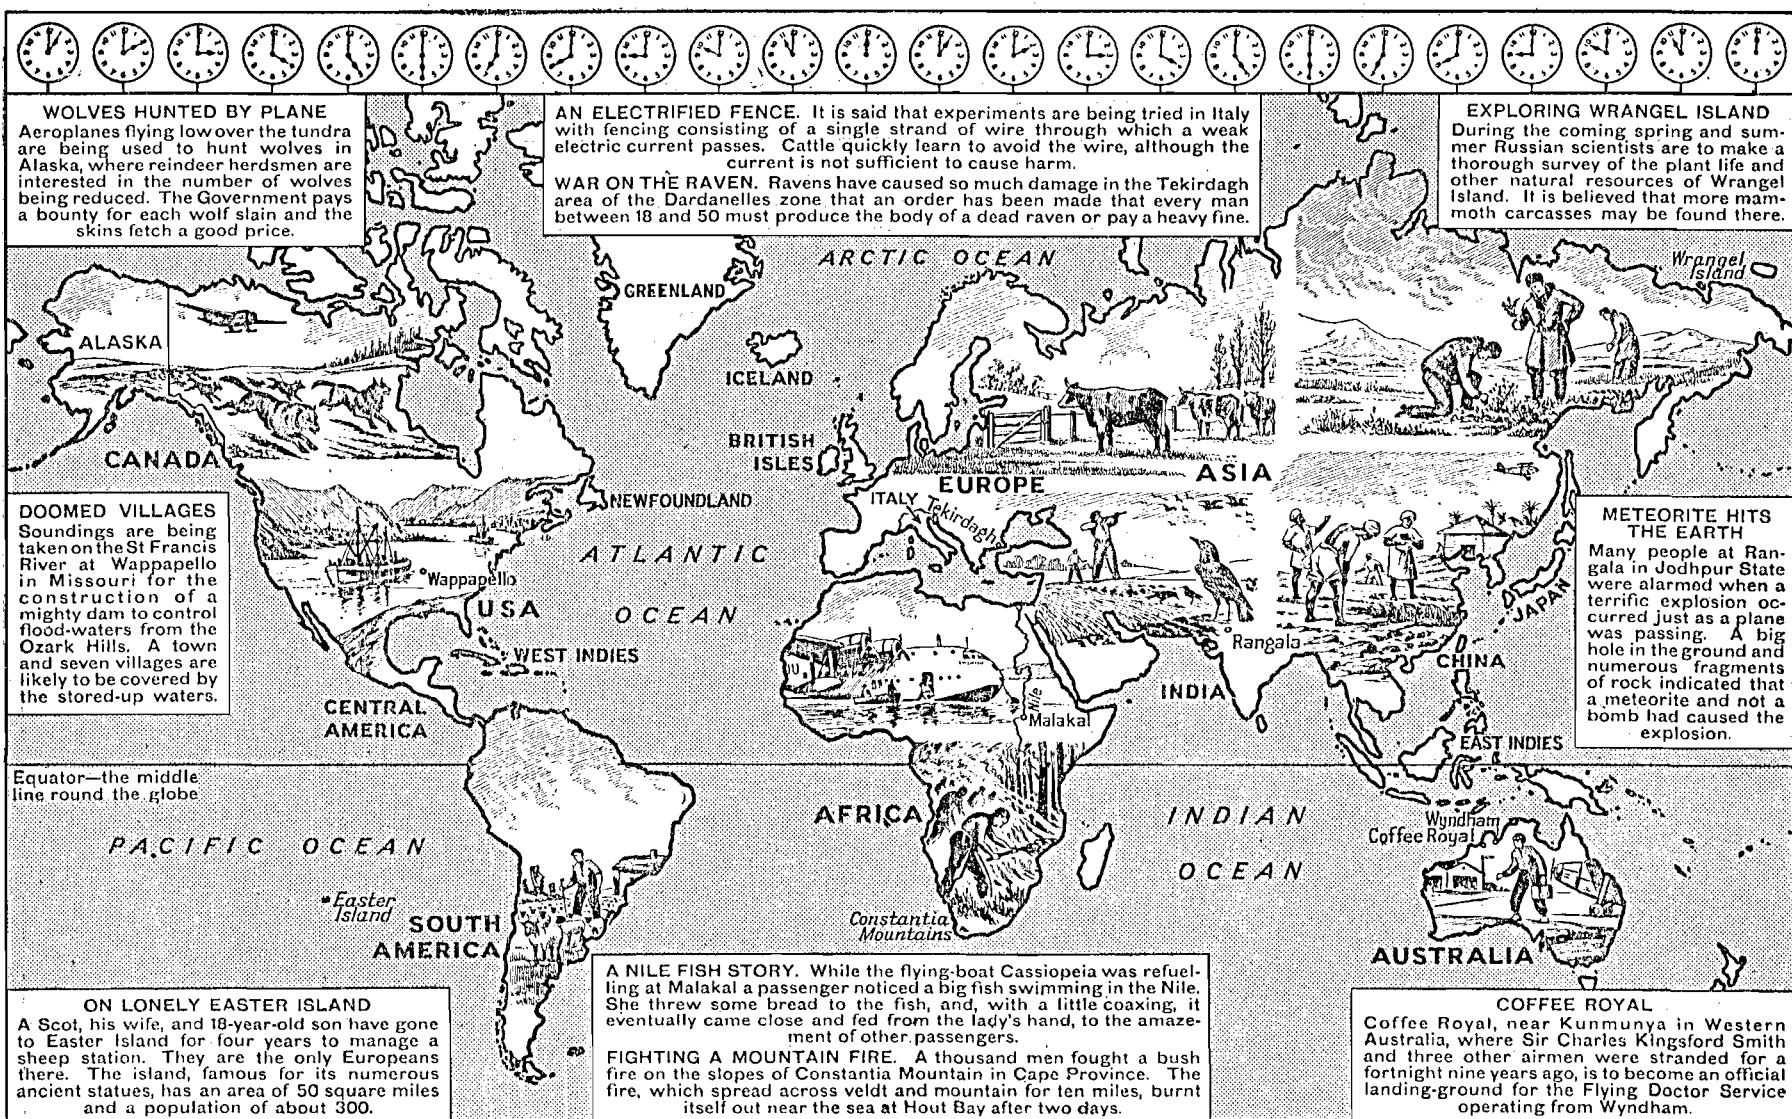 WOLVES HUNTED BY PLANE
Aeroplanes flying low over the tundra
are being used to hunt wolves in
Alaska, where reindeer herdsmen are
interested in the number of wolves
being reduced. The Government pays
a bounty for each wolf slain and the
skins fetch a good price.
AN ELECTRIFIED FENCE. It is said that experiments are being tried in Italy
with fencing consisting of a single strand of wire through which a weak
electric current passes. Cattle quickly learn to avoid the wire, although the
current is not sufficient to cause harm.
WAR ON THE RAVEN. Ravens have caused so much damage in the Tekirdagh
area of the Dardanelles zone that an order has been made that every man
between 18 and 50 must produce the body of a dead raven or pay a heavy fine.
EXPLORING WRANGEL ISLAND
During the coming spring and sum-
mer Russian scientists are to make a
thorough survey of the plant life and
other natural resources of Wrangel
Island. It is believed that more mam-
moth carcasses may be found there.
ARCTIC OCEAN
Wrangel
Island
GREENLAND
ALASKA
ICELAND
BRITISH
ISLES
CANADA
ASIA
EUROPE
NEWFOUNDLAND
ITALY
Tekirdagh
DOOMED VILLAGES
Soundings are being
taken on the St Francis
River at Wappapello
in Missouri for the
construction of a
mighty dam to control
flood-waters from the
Ozark Hills. A town
and seven villages are
likely to be covered by
the stored-up waters.
METEORITE HITS
THE EARTH
Many people at Ran-
gala in Jodhpur State
were alarmed when a
terrific explosion oc-
curred just as a plane
was passing. A big
hole in the ground and
numerous fragments
of rock indicated that
a meteorite and not a
bomb had caused the
explosion.
ATLANTIC
OCEAN
Wappapello
USA
JAPAN
Rangala
WEST INDIES
CHINA
INDIA
Nile
Malakal
CENTRAL
AMERICA
EAST INDIES
Equator—the middle
line round the globe
AFRICA
INDIAN
OCEAN
Wyndham
Coffee Royal
PACIFIC OCEAN
Easter
Island
SOUTH
AMERICA
Constantia
Mountains
AUSTRALIA
ON LONELY EASTER ISLAND
A Scot, his wife, and 18-year-old son have gone
to Easter Island for four years to manage a
sheep station. They are the only Europeans
there. The island, famous for its numerous
ancient statues, has an area of 50 square miles
and a population of about 300.
A NILE FISH STORY. While the flying-boat Cassiopeia was refuel-
ling at Malakal a passenger noticed a big fish swimming in the Nile.
She threw some bread to the fish, and, with a little coaxing, it
eventually came close and fed from the lady's hand, to the amaze-
ment of other passengers.
FIGHTING A MOUNTAIN FIRE. A thousand men fought a bush
fire on the slopes of Constantia Mountain in Cape Province. The
fire, which spread across veldt and mountain for ten miles, burnt
itself out near the sea at Hout Bay after two days.
COFFEE ROYAL
Coffee Royal, near Kunmunya in Western
Australia, where Sir Charles Kingsford Smith
and three other airmen were stranded for a
fortnight nine years ago, is to become an official
landing-ground for the Flying Doctor Service
operating from Wyndham.